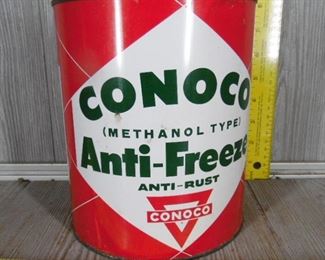 CONOCO
(METHANOL TYPE)
Anti-Freeze
ANTI-RUST
CONOCO